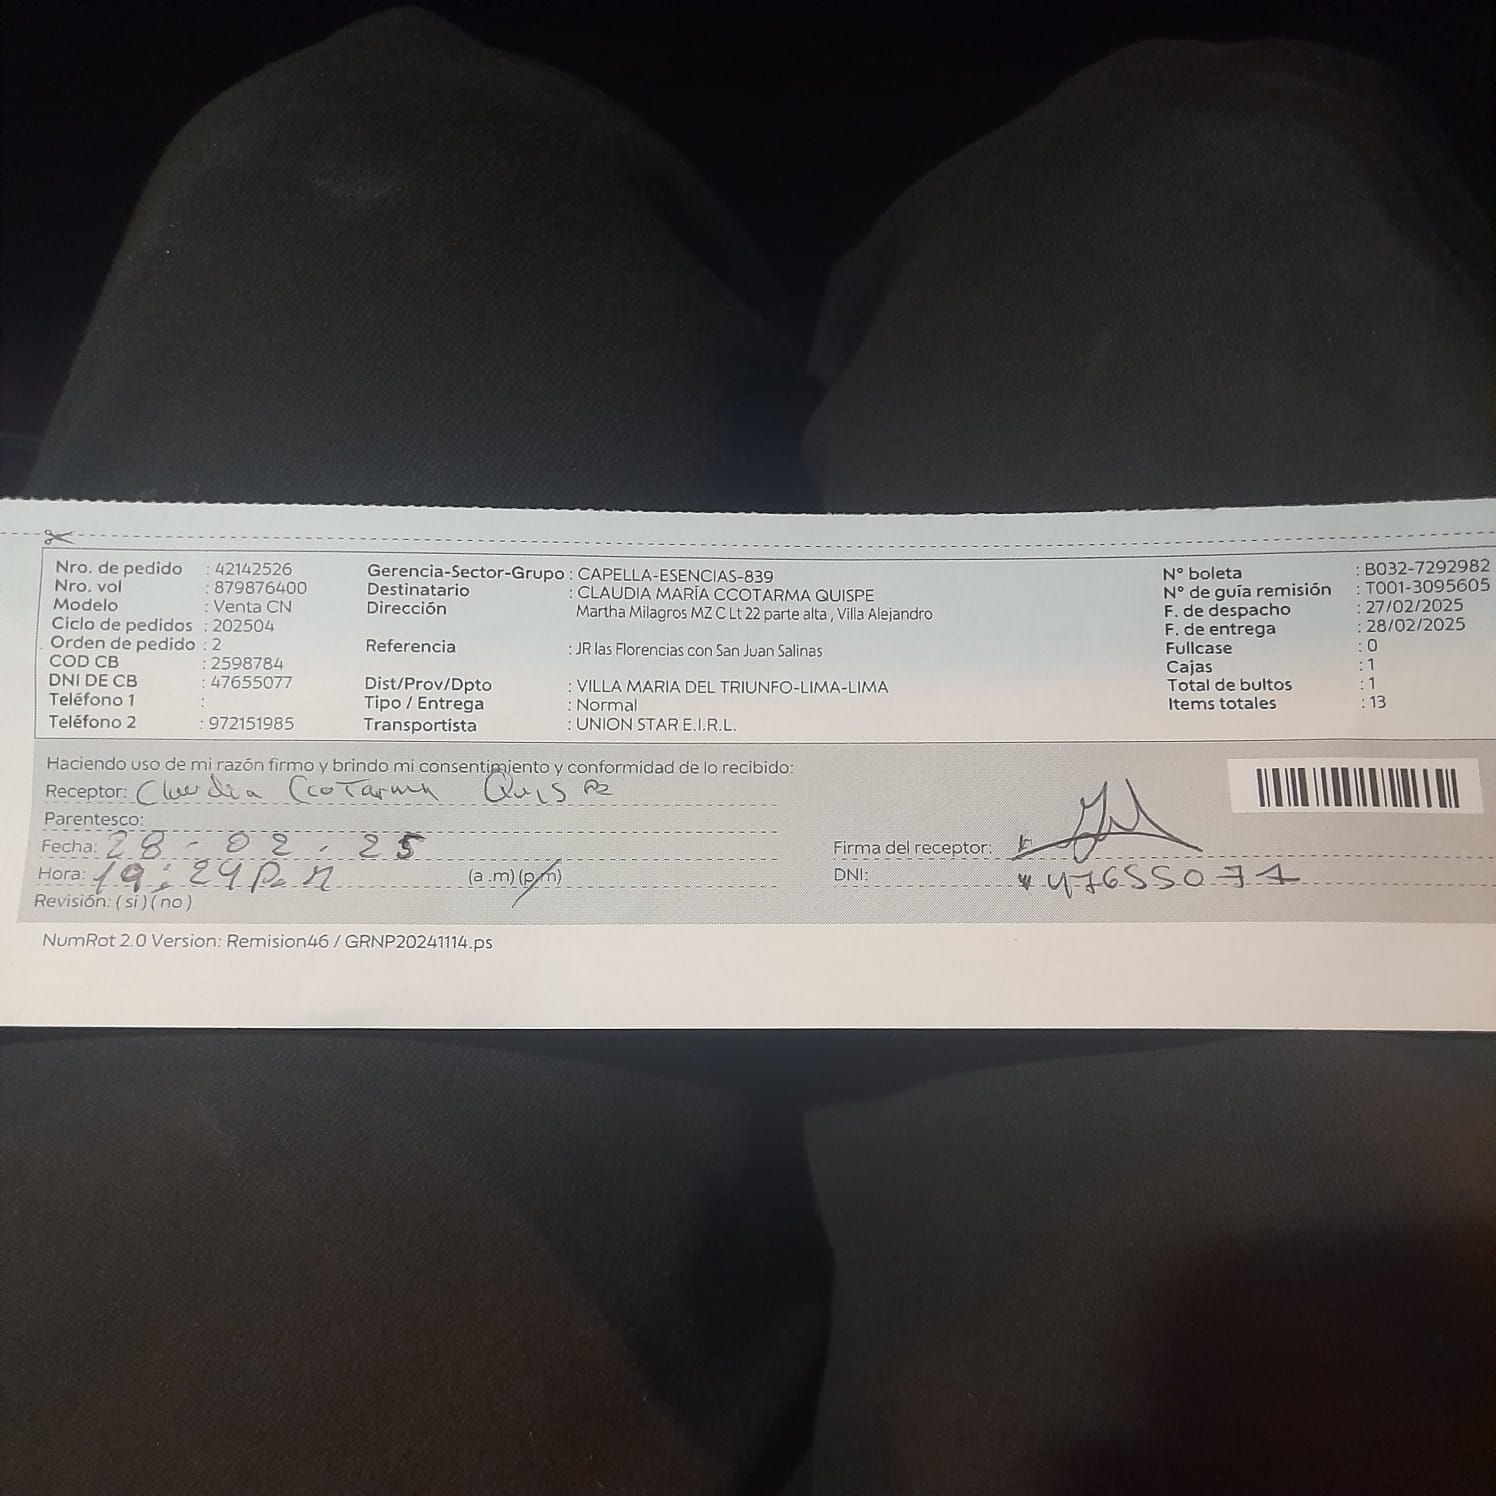 Nro. de pedido : 42142526
Nro. vol : 879876400
Modelo : Venta CN
Ciclo de pedidos : 202504
Orden de pedido : 2
COD CB : 2598784
DNI DE CB : 47655077
Teléfono 1 :
Teléfono 2 : 972151985
Gerencia-Sector-Grupo : CAPELLA-ESENCIAS-839
Destinatario : CLAUDIA MARÍA CCOTARMA QUISPE
Dirección Martha Milagros MZ C Lt 22 parte alta , Villa Alejandro
Referencia : JR las Florencias con San Juan Salinas
Dist/Prov/Dpto : VILLA MARIA DEL TRIUNFO-LIMA-LIMA
Tipo / Entrega : Normal
Transportista : UNION STAR E.I.R.L.
N° boleta : B032-7292982
N° de guía remisión : T001-3095605
F. de despacho : 27/02/2025
F. de entrega : 28/02/2025
Fullcase : 0
Cajas : 1
Total de bultos : 1
Items totales : 13
Haciendo uso de mi razón firmo y brindo mi consentimiento y conformidad de lo recibido:
Receptor: Claudia Ccotarma Quispe
Parentesco:
Fecha: 28 - 02 - 25
Hora: 19:24 p.m (a .m) (p/m)
Revisión: ( si ) ( no )
Firma del receptor:
DNI: 47655077
NumRot 2.0 Version: Remision46 / GRNP20241114.ps